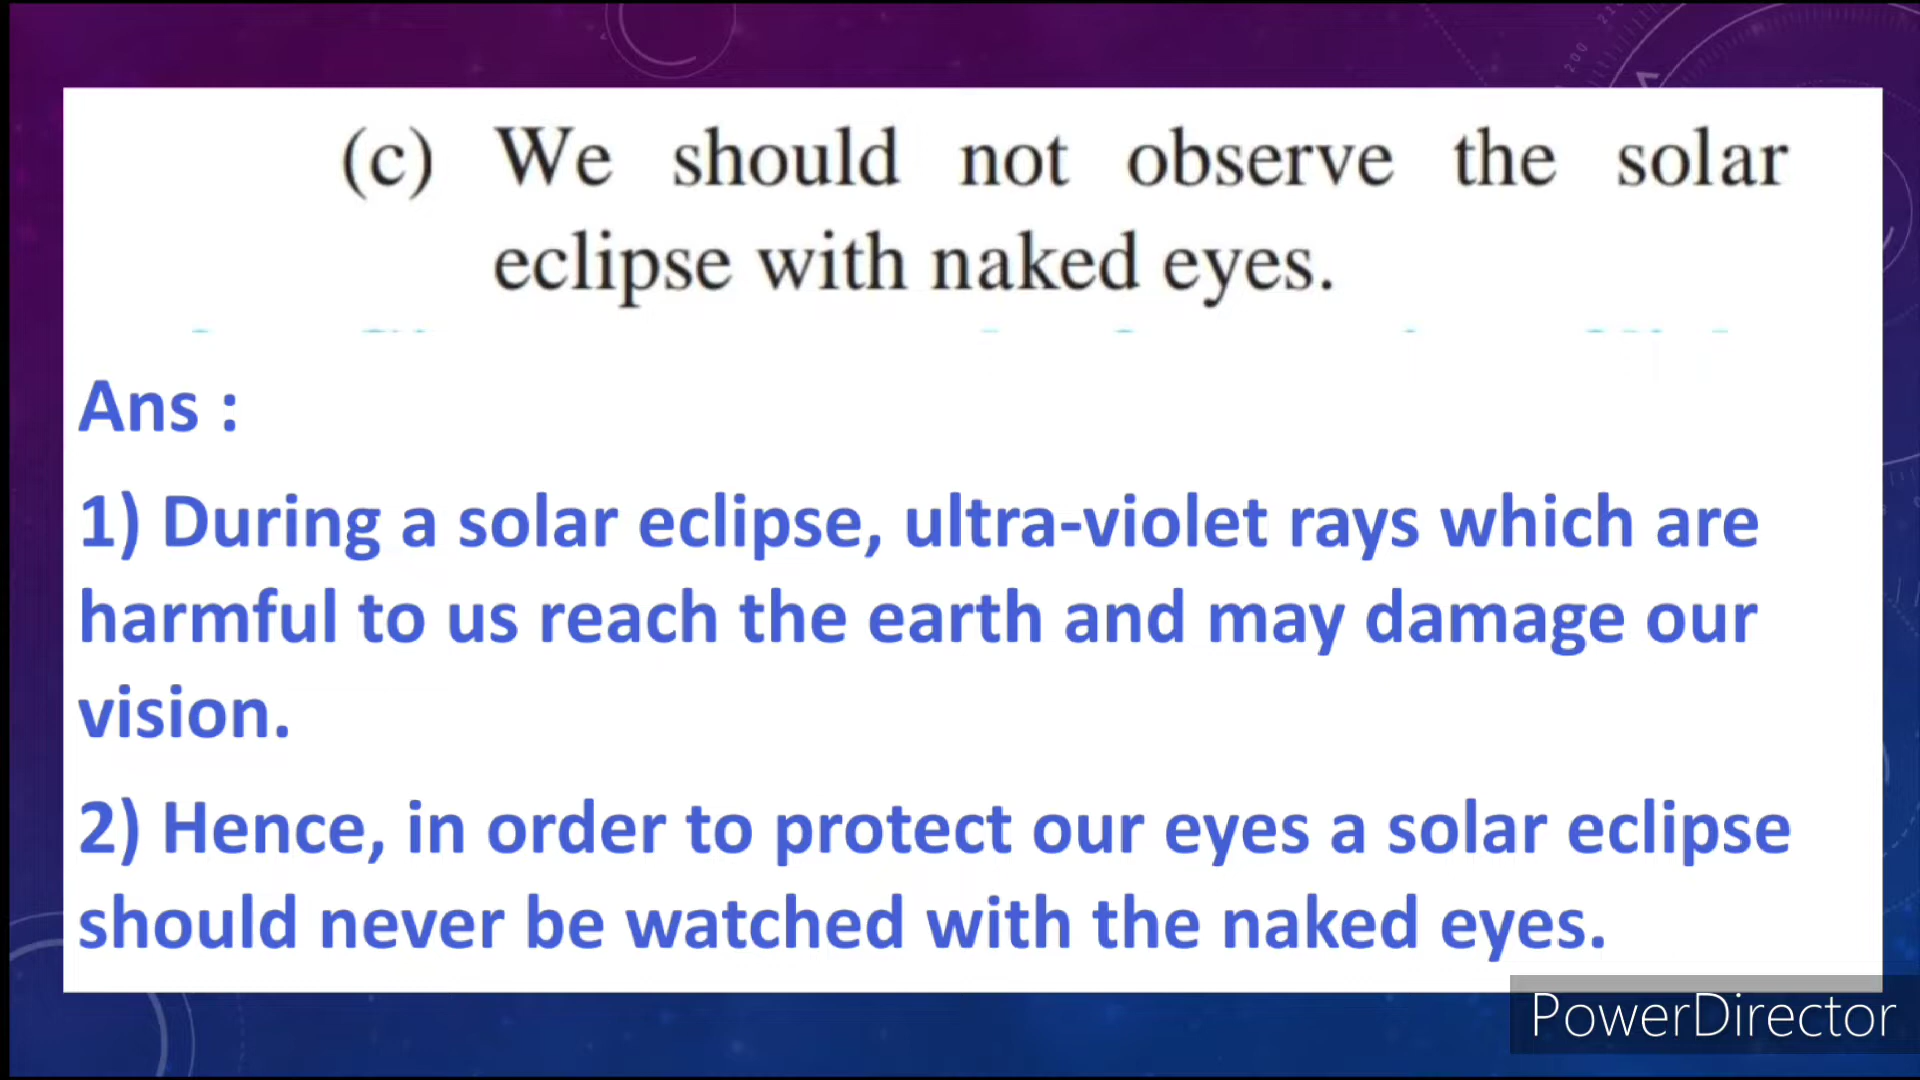 (c) We should not observe the solar
eclipse with naked eyes.
Ans :
1) During a solar eclipse, ultra-violet rays which are
harmful to us reach the earth and may damage our
vision.
2) Hence, in order to protect our eyes a solar eclipse
should never be watched with the naked eyes.
PowerDirector